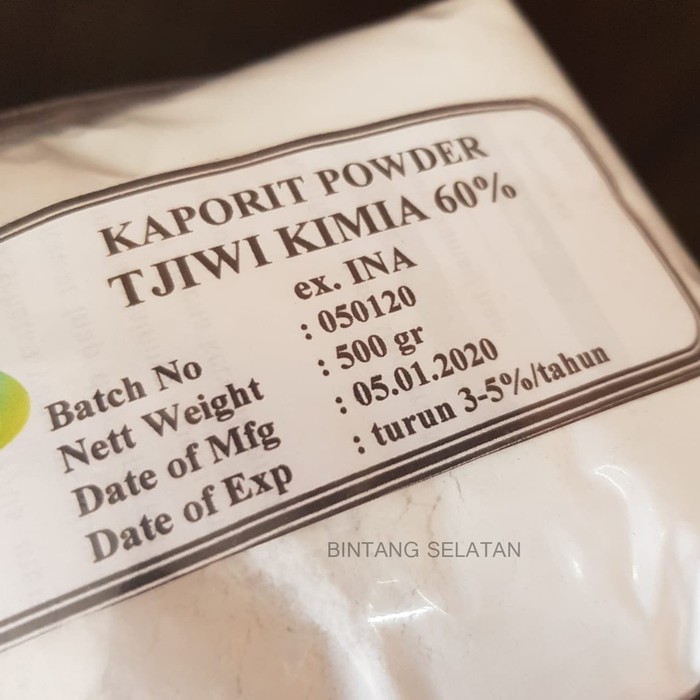 KAPORIT POWDER
TJIWI KIMIA 60%
ex. INA
Batch No : 050120
Nett Weight : 500 gr
Date of Mfg : 05.01.2020
Date of Exp : turun 3-5%/tahun
BINTANG SELATAN